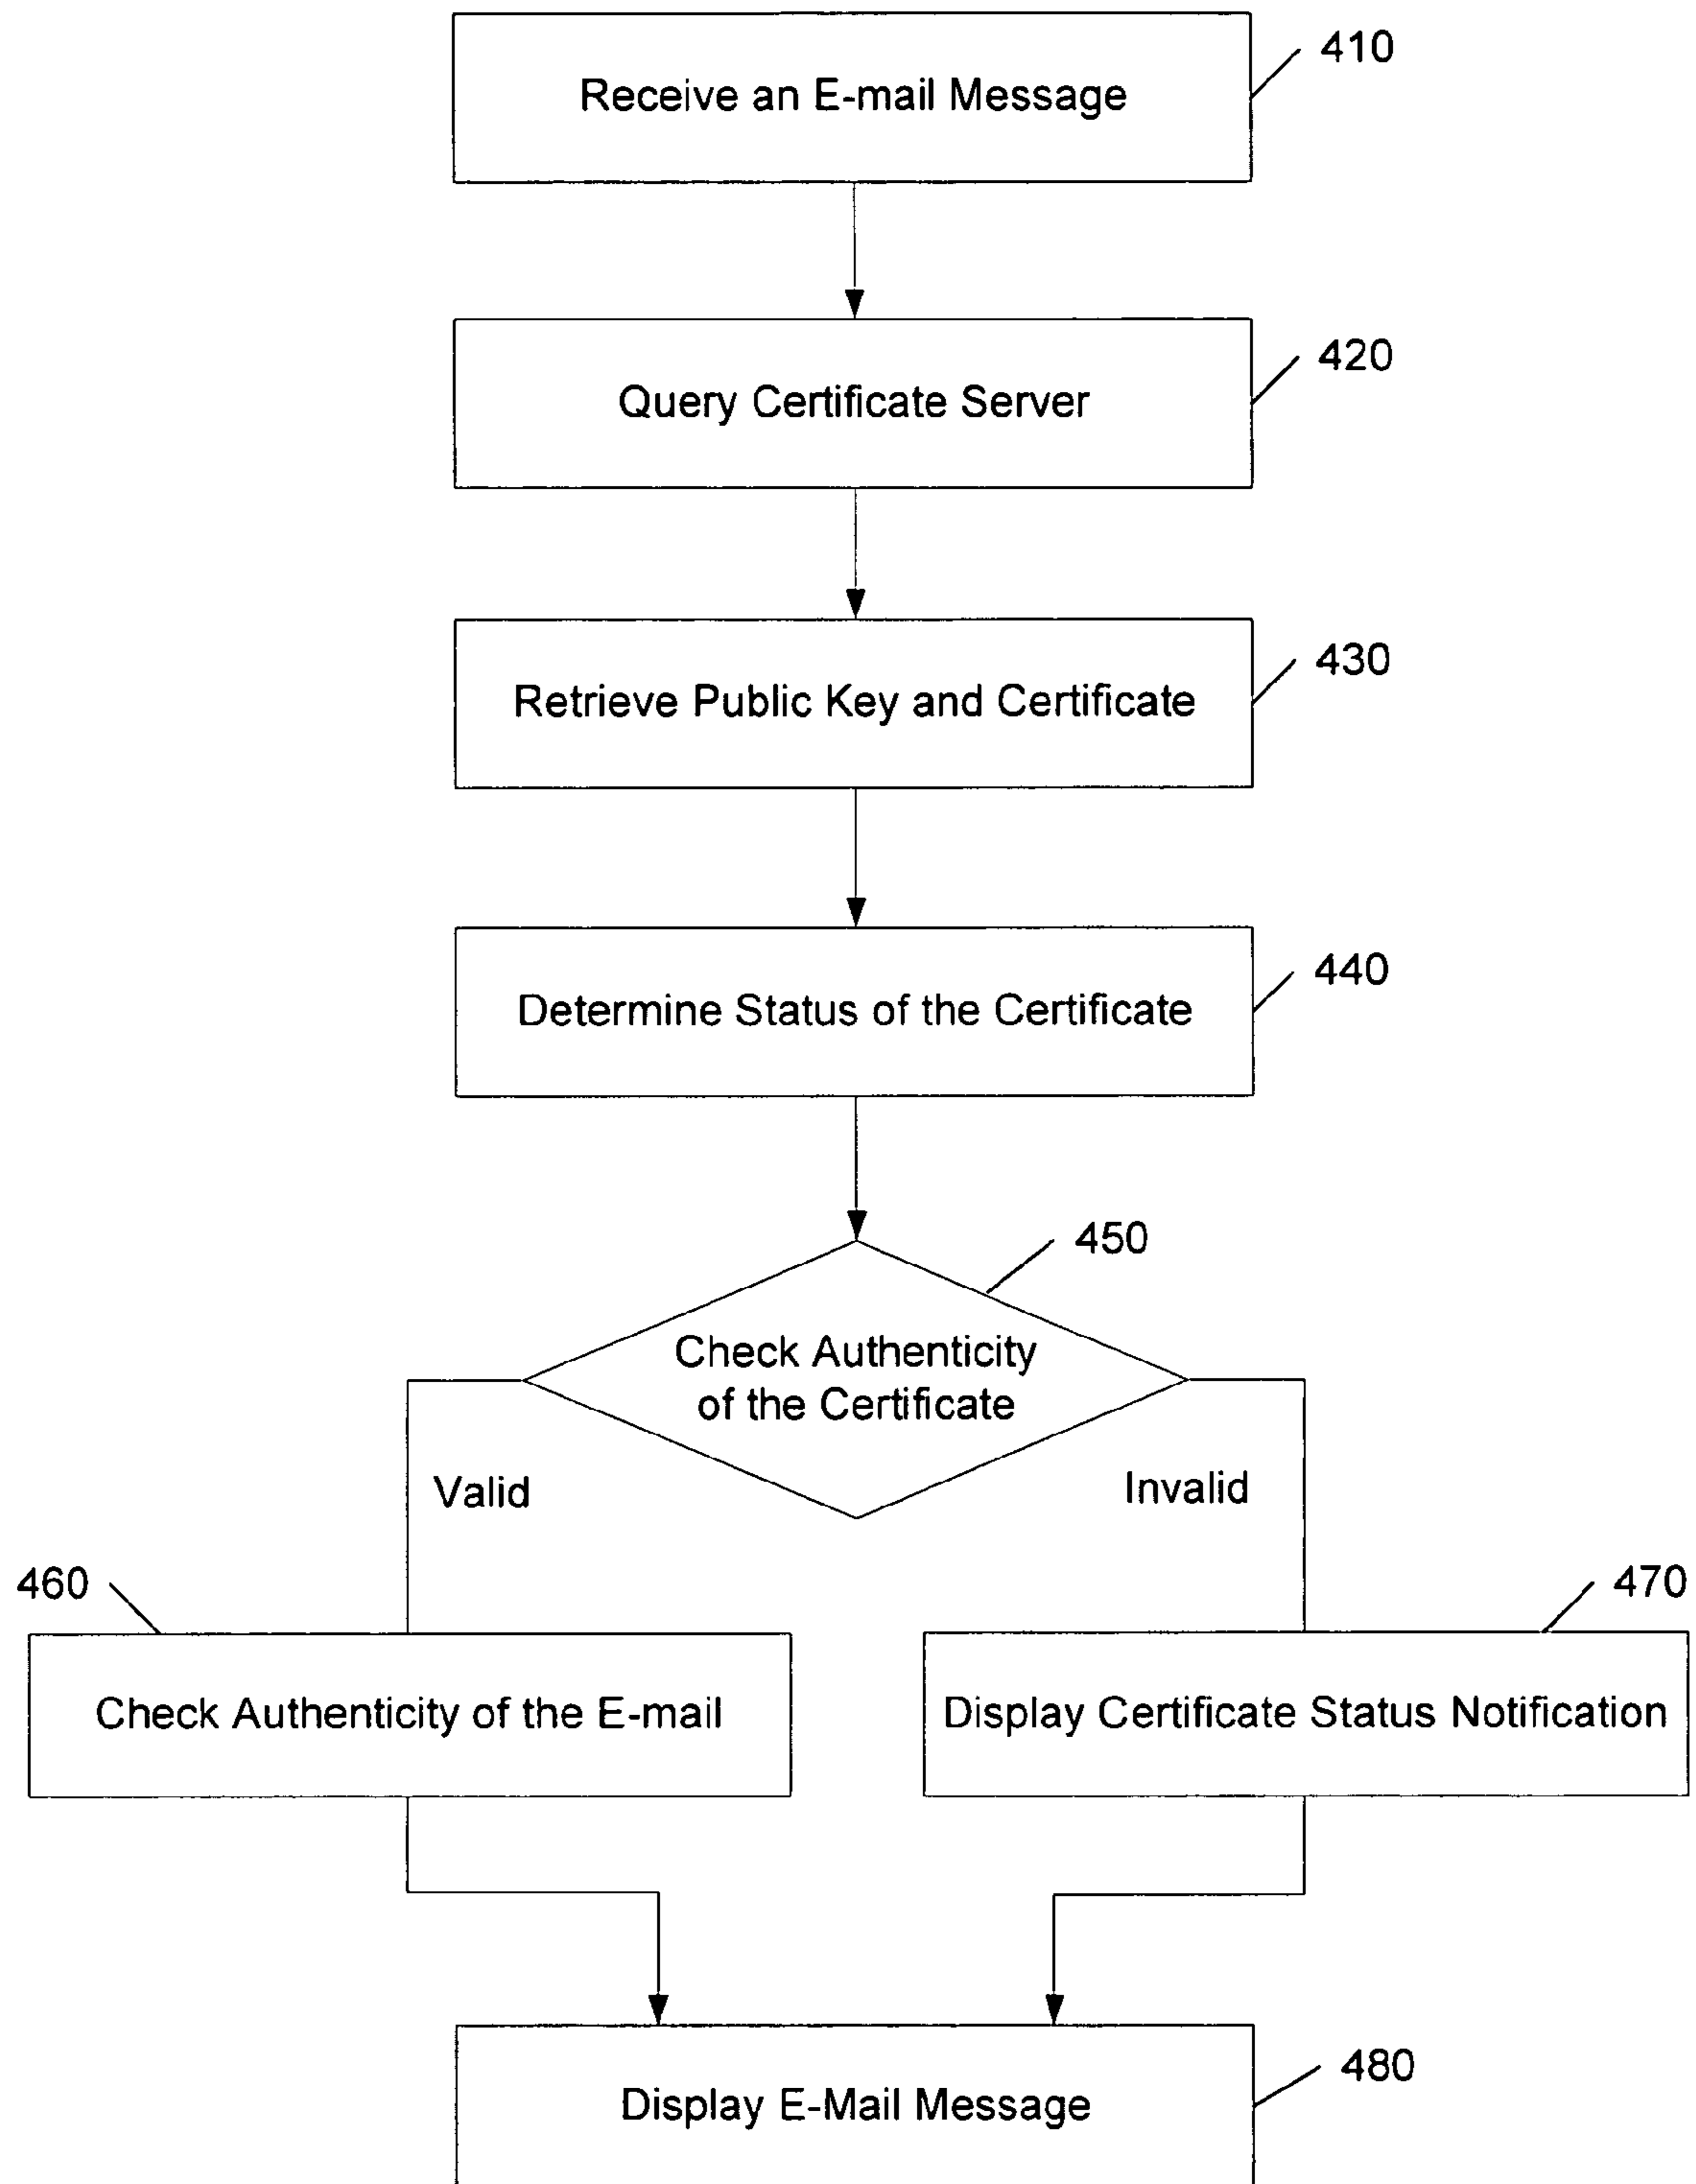 Receive an E-mail Message
410
Query Certificate Server
420
Retrieve Public Key and Certificate
430
Determine Status of the Certificate
440
450
Check Authenticity
of the Certificate
Valid
Invalid
460
470
Check Authenticity of the E-mail
Display Certificate Status Notification
480
Display E-Mail Message